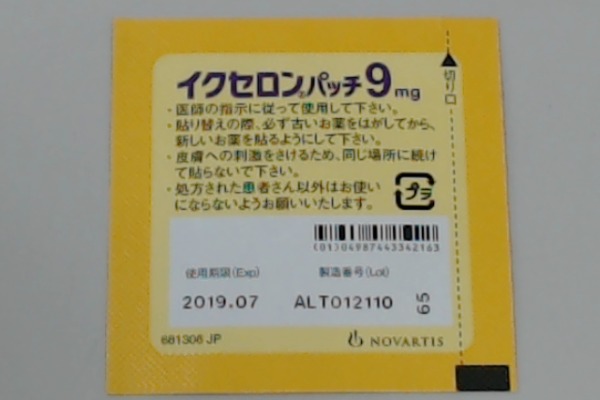 イクセロン®パッチ9mg
切り口
・医師の指示に従って使用して下さい。
・貼り替えの際、必ず古いお薬をはがしてから、
新しいお薬を貼るようにして下さい。
・皮膚への刺激をさけるため、同じ場所に続け
て貼らないで下さい。
・処方された患者さん以外はお使い
にならないようお願いいたします。
プラ
(01)04987443342163
使用期限(Exp) 製造番号(Lot)
2019.07 ALT012110 65
681306 JP NOVARTIS